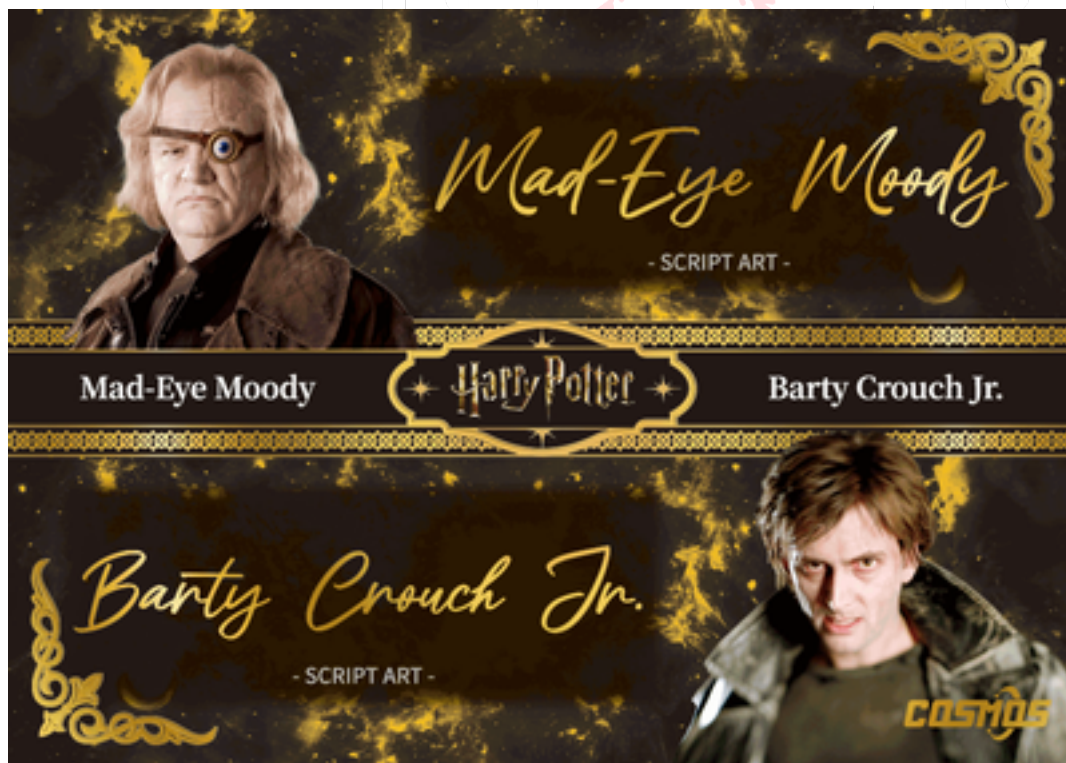 Mad-Eye Moody
- SCRIPT ART -
Mad-Eye Moody
Harry Potter
Barty Crouch Jr.
Barty Crouch Jr.
- SCRIPT ART -
COSMOS